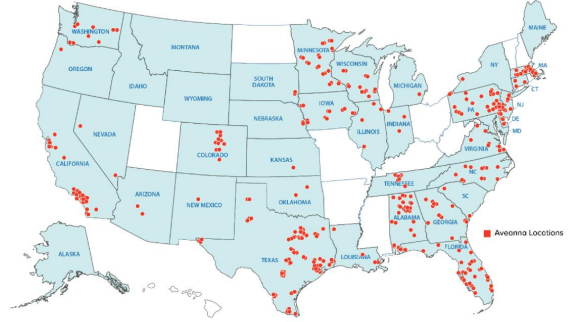 WASHINGTON
MAINE
MONTANA
MINNESOTA
OREGON
WISCONSIN
NY
MA
IDAHO
SOUTH
DAKOTA
MICHIGAN
CT
WYOMING
IOWA
PA
NJ
NEBRASKA
DE
NEVADA
ILLINOIS
INDIANA
MD
COLORADO
VIRGINIA
CALIFORNIA
KANSAS
TENNESSEE
NC
ARIZONA
NEW MEXICO
OKLAHOMA
SC
ALABAMA
GEORGIA
Aveanna Locations
FLORIDA
ALASKA
TEXAS
LOUISIANA